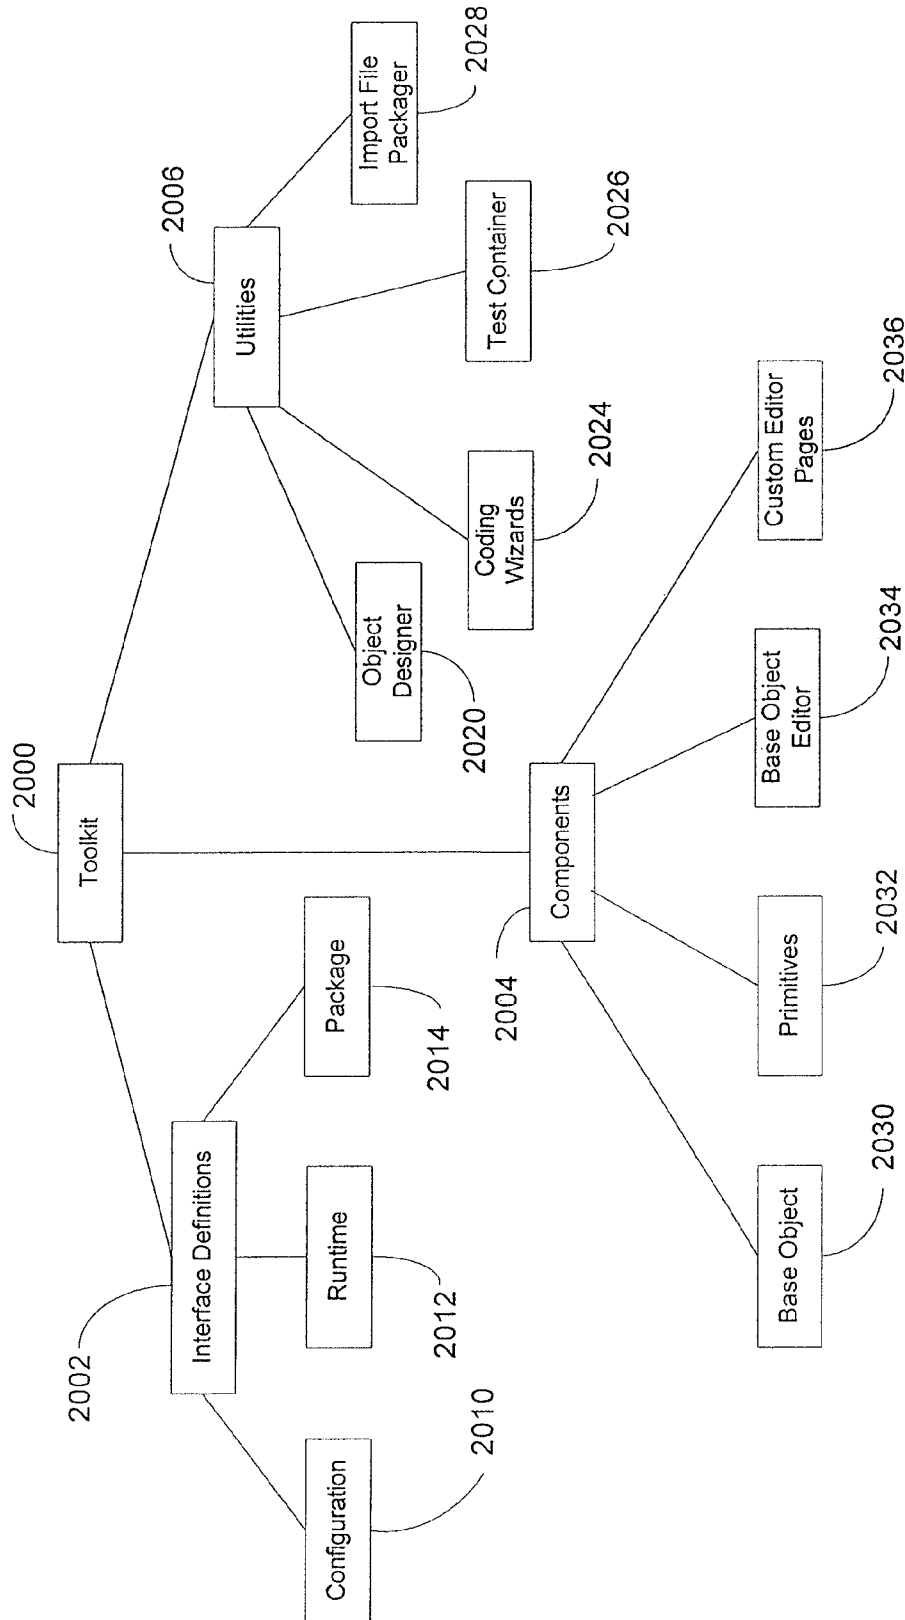 2000
Toolkit
2002
Interface Definitions
2006
Utilities
Configuration
2010
Runtime
2012
Package
2014
Object
Designer
2020
Coding
Wizards
2024
Test Container
2026
Import File
Packager
2028
2004
Components
Base Object
2030
Primitives
2032
Base Object
Editor
2034
Custom Editor
Pages
2036